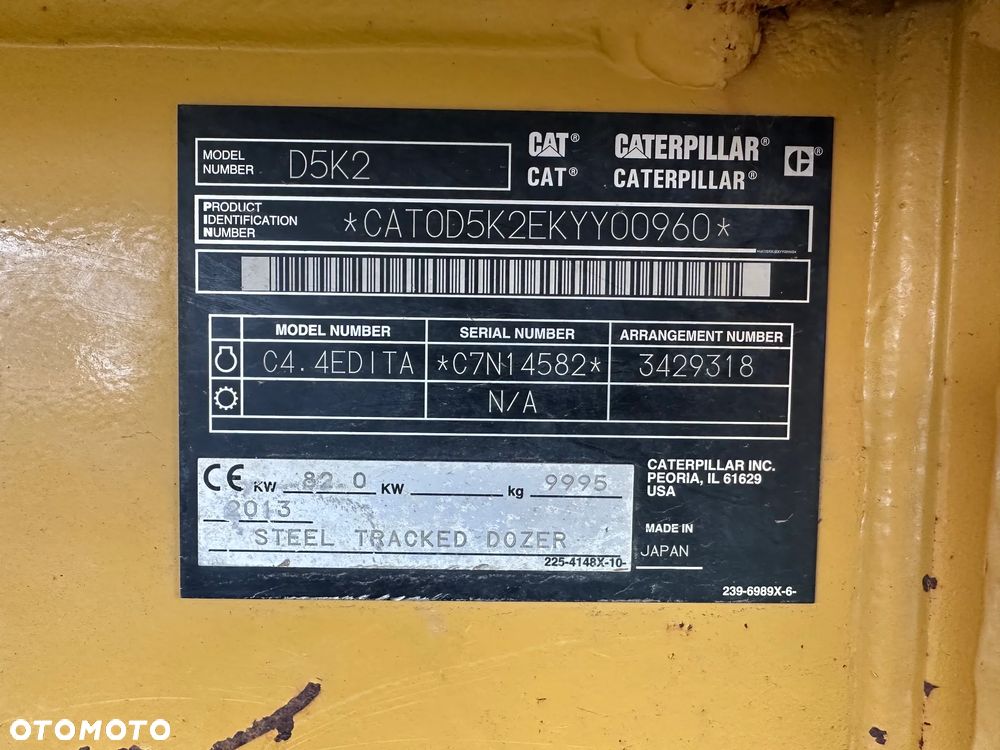 MODEL NUMBER D5K2
CAT® CATERPILLAR® ®
CAT® CATERPILLAR®
PRODUCT IDENTIFICATION NUMBER *CAT0D5K2EKYY00960*
MODEL NUMBER SERIAL NUMBER ARRANGEMENT NUMBER
C4.4EDITA *C7N14582* 3429318
N/A
CE KW 82.0 KW kg 9995
2013
STEEL TRACKED DOZER
225-4148X-10-
CATERPILLAR INC.
PEORIA, IL 61629
USA
MADE IN
JAPAN
239-6989X-6-
OTOMOTO